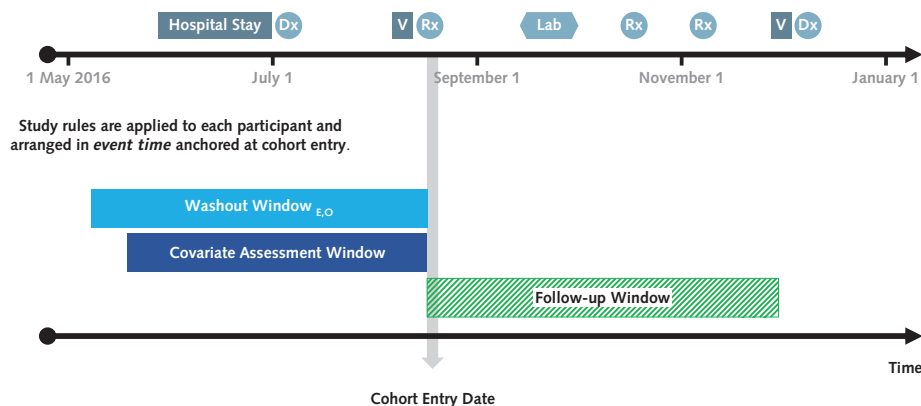 Hospital Stay Dx V Rx Lab Rx Rx V Dx
1 May 2016 July 1 September 1 November 1 January 1
Study rules are applied to each participant and
arranged in event time anchored at cohort entry.
Washout Window E,O
Covariate Assessment Window
Follow-up Window
Time
Cohort Entry Date